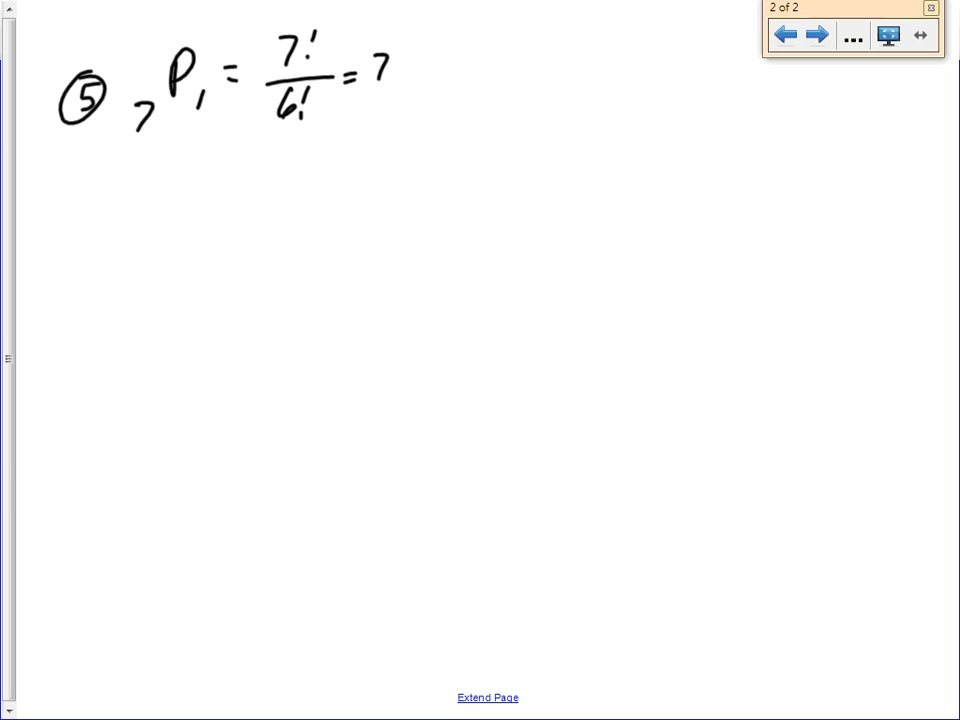 2 of 2
...
⑤ ₇P₁ = 7!/6! = 7
Extend Page